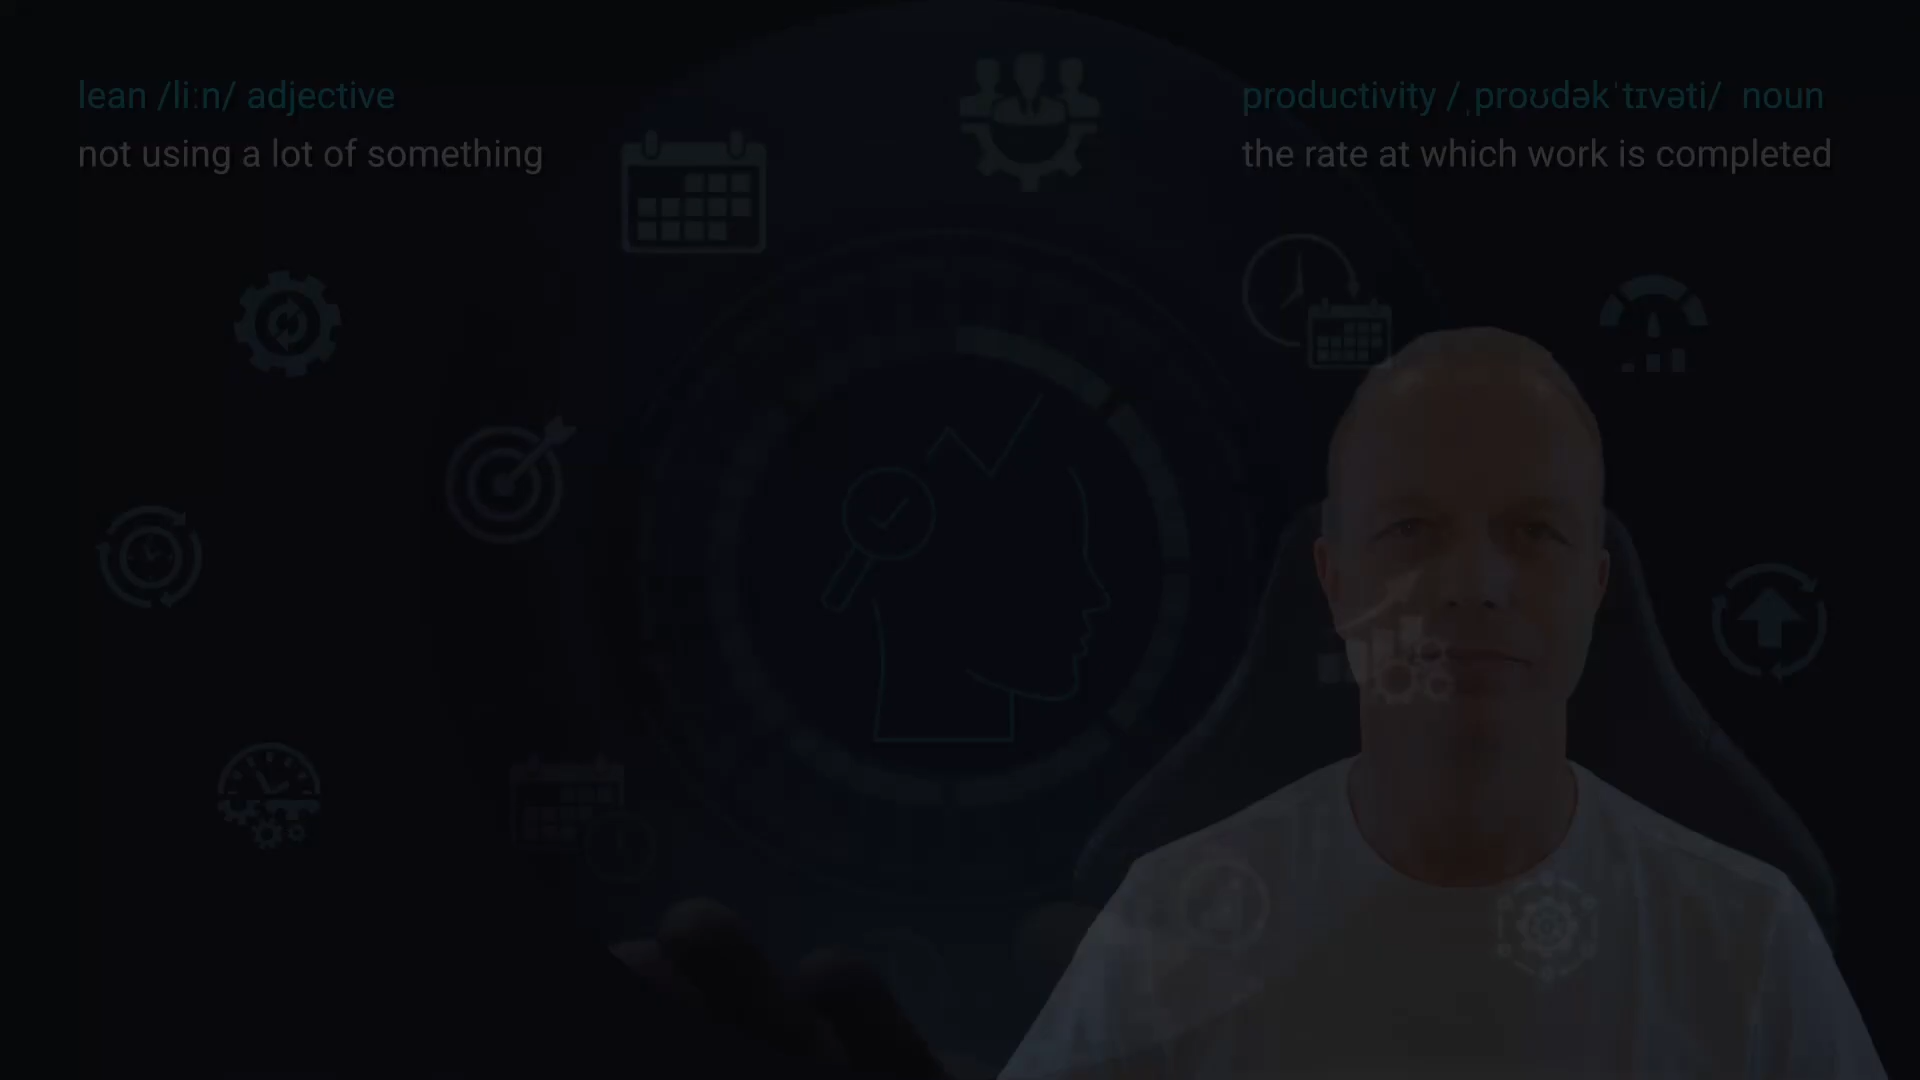 lean /liːn/ adjective
not using a lot of something
productivity /ˌproʊdəkˈtɪvəti/ noun
the rate at which work is completed